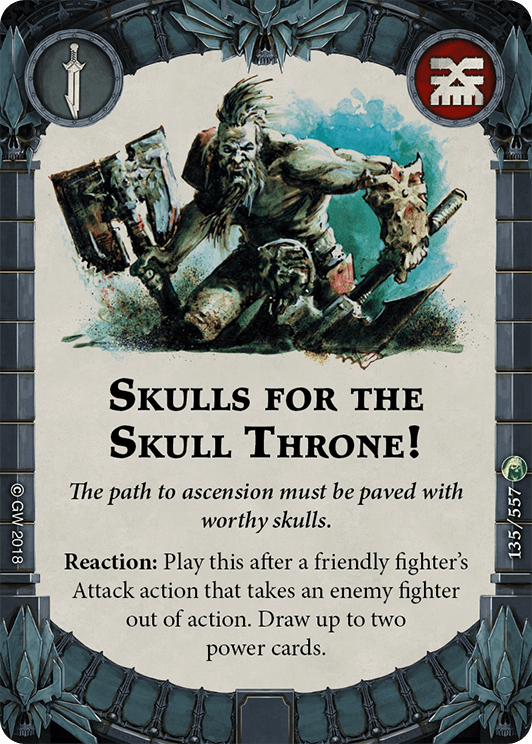 Skulls for the
Skull Throne!
The path to ascension must be paved with
worthy skulls.
Reaction: Play this after a friendly fighter’s
Attack action that takes an enemy fighter
out of action. Draw up to two
power cards.
© GW 2018
135/557